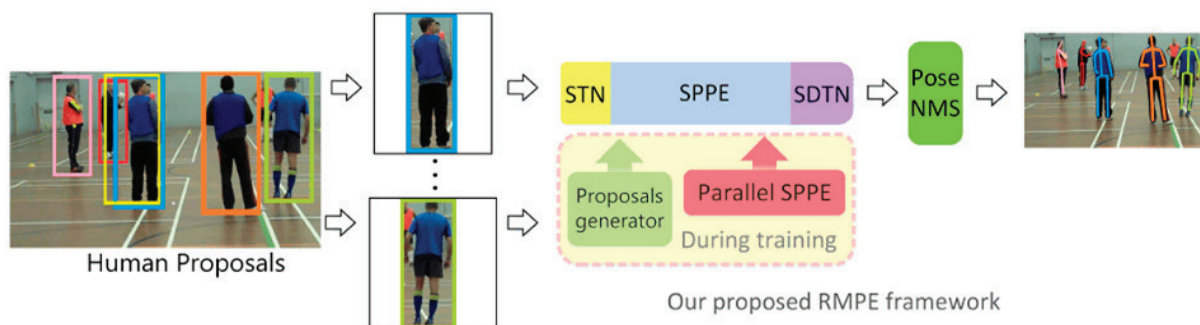 Human Proposals
STN
SPPE
SDTN
Proposals
generator
Parallel SPPE
During training
Pose
NMS
Our proposed RMPE framework